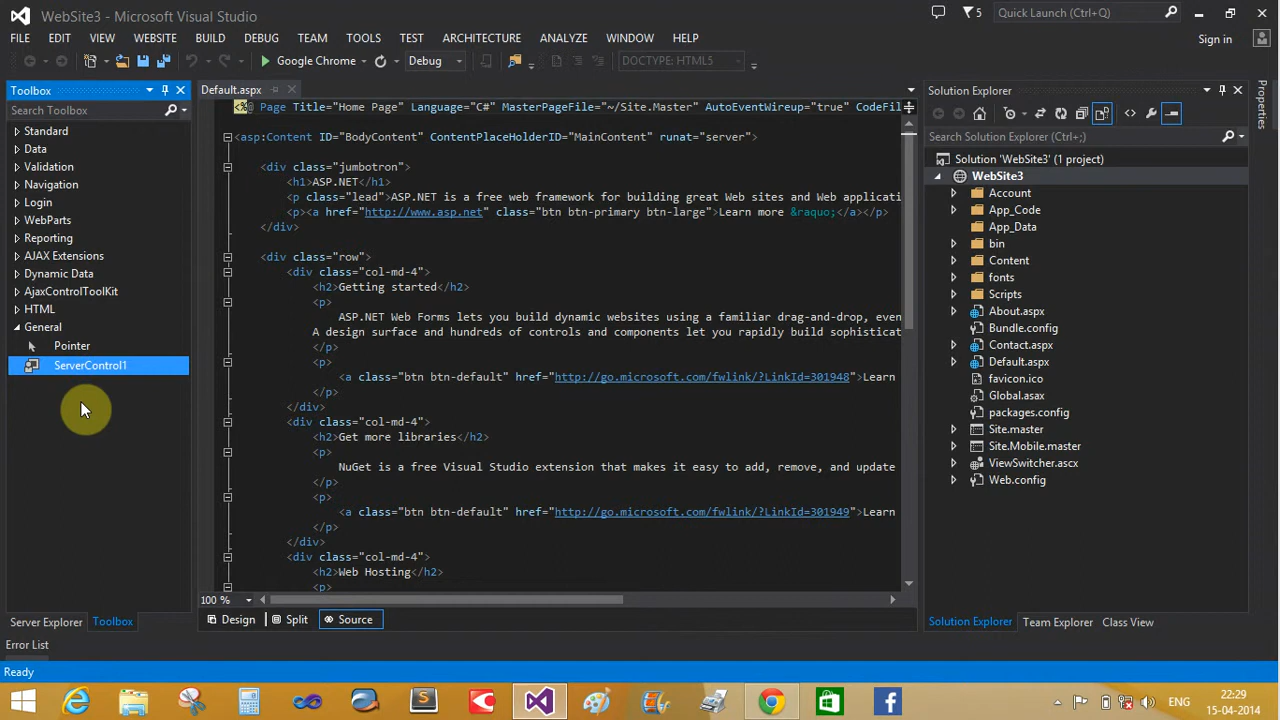 WebSite3 - Microsoft Visual Studio
5
Quick Launch (Ctrl+;)
FILE EDIT VIEW WEBSITE BUILD DEBUG TEAM TOOLS TEST ARCHITECTURE ANALYZE WINDOW HELP
Sign in
Google Chrome Debug DOCTYPE: HTML5
Toolbox
Search Toolbox
Standard
Data
Validation
Navigation
Login
WebParts
Reporting
AJAX Extensions
Dynamic Data
AjaxControlToolKit
HTML
General
Pointer
ServerControl1
Server Explorer Toolbox
Default.aspx
<%@ Page Title="Home Page" Language="C#" MasterPageFile="~/Site.Master" AutoEventWireup="true" CodeFil
<asp:Content ID="BodyContent" ContentPlaceHolderID="MainContent" runat="server">
<div class="jumbotron">
<h1>ASP.NET</h1>
<p class="lead">ASP.NET is a free web framework for building great Web sites and Web applicati
<p><a href="http://www.asp.net" class="btn btn-primary btn-large">Learn more &raquo;</a></p>
</div>
<div class="row">
<div class="col-md-4">
<h2>Getting started</h2>
<p>
ASP.NET Web Forms lets you build dynamic websites using a familiar drag-and-drop, even
A design surface and hundreds of controls and components let you rapidly build sophisticat
</p>
<p>
<a class="btn btn-default" href="http://go.microsoft.com/fwlink/?LinkId=301948">Learn
</p>
</div>
<div class="col-md-4">
<h2>Get more libraries</h2>
<p>
NuGet is a free Visual Studio extension that makes it easy to add, remove, and update
</p>
<p>
<a class="btn btn-default" href="http://go.microsoft.com/fwlink/?LinkId=301949">Learn
</p>
</div>
<div class="col-md-4">
<h2>Web Hosting</h2>
<p>
100 %
Design Split Source
Solution Explorer
Search Solution Explorer (Ctrl+;)
Solution 'WebSite3' (1 project)
WebSite3
Account
App_Code
App_Data
bin
Content
fonts
Scripts
About.aspx
Bundle.config
Contact.aspx
Default.aspx
favicon.ico
Global.asax
packages.config
Site.master
Site.Mobile.master
ViewSwitcher.ascx
Web.config
Solution Explorer Team Explorer Class View
Properties
Error List
Ready
ENG
22:29
15-04-2014